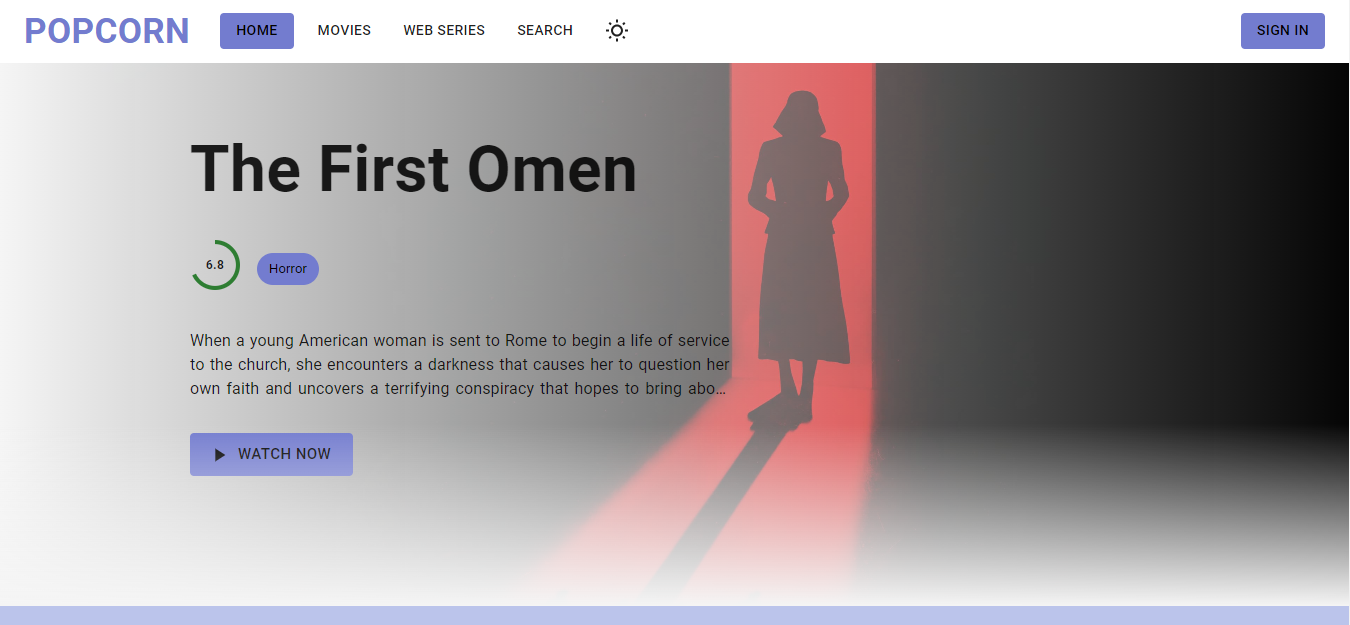 POPCORN HOME MOVIES WEB SERIES SEARCH SIGN IN
The First Omen
6.8 Horror
When a young American woman is sent to Rome to begin a life of service
to the church, she encounters a darkness that causes her to question her
own faith and uncovers a terrifying conspiracy that hopes to bring abo...
WATCH NOW